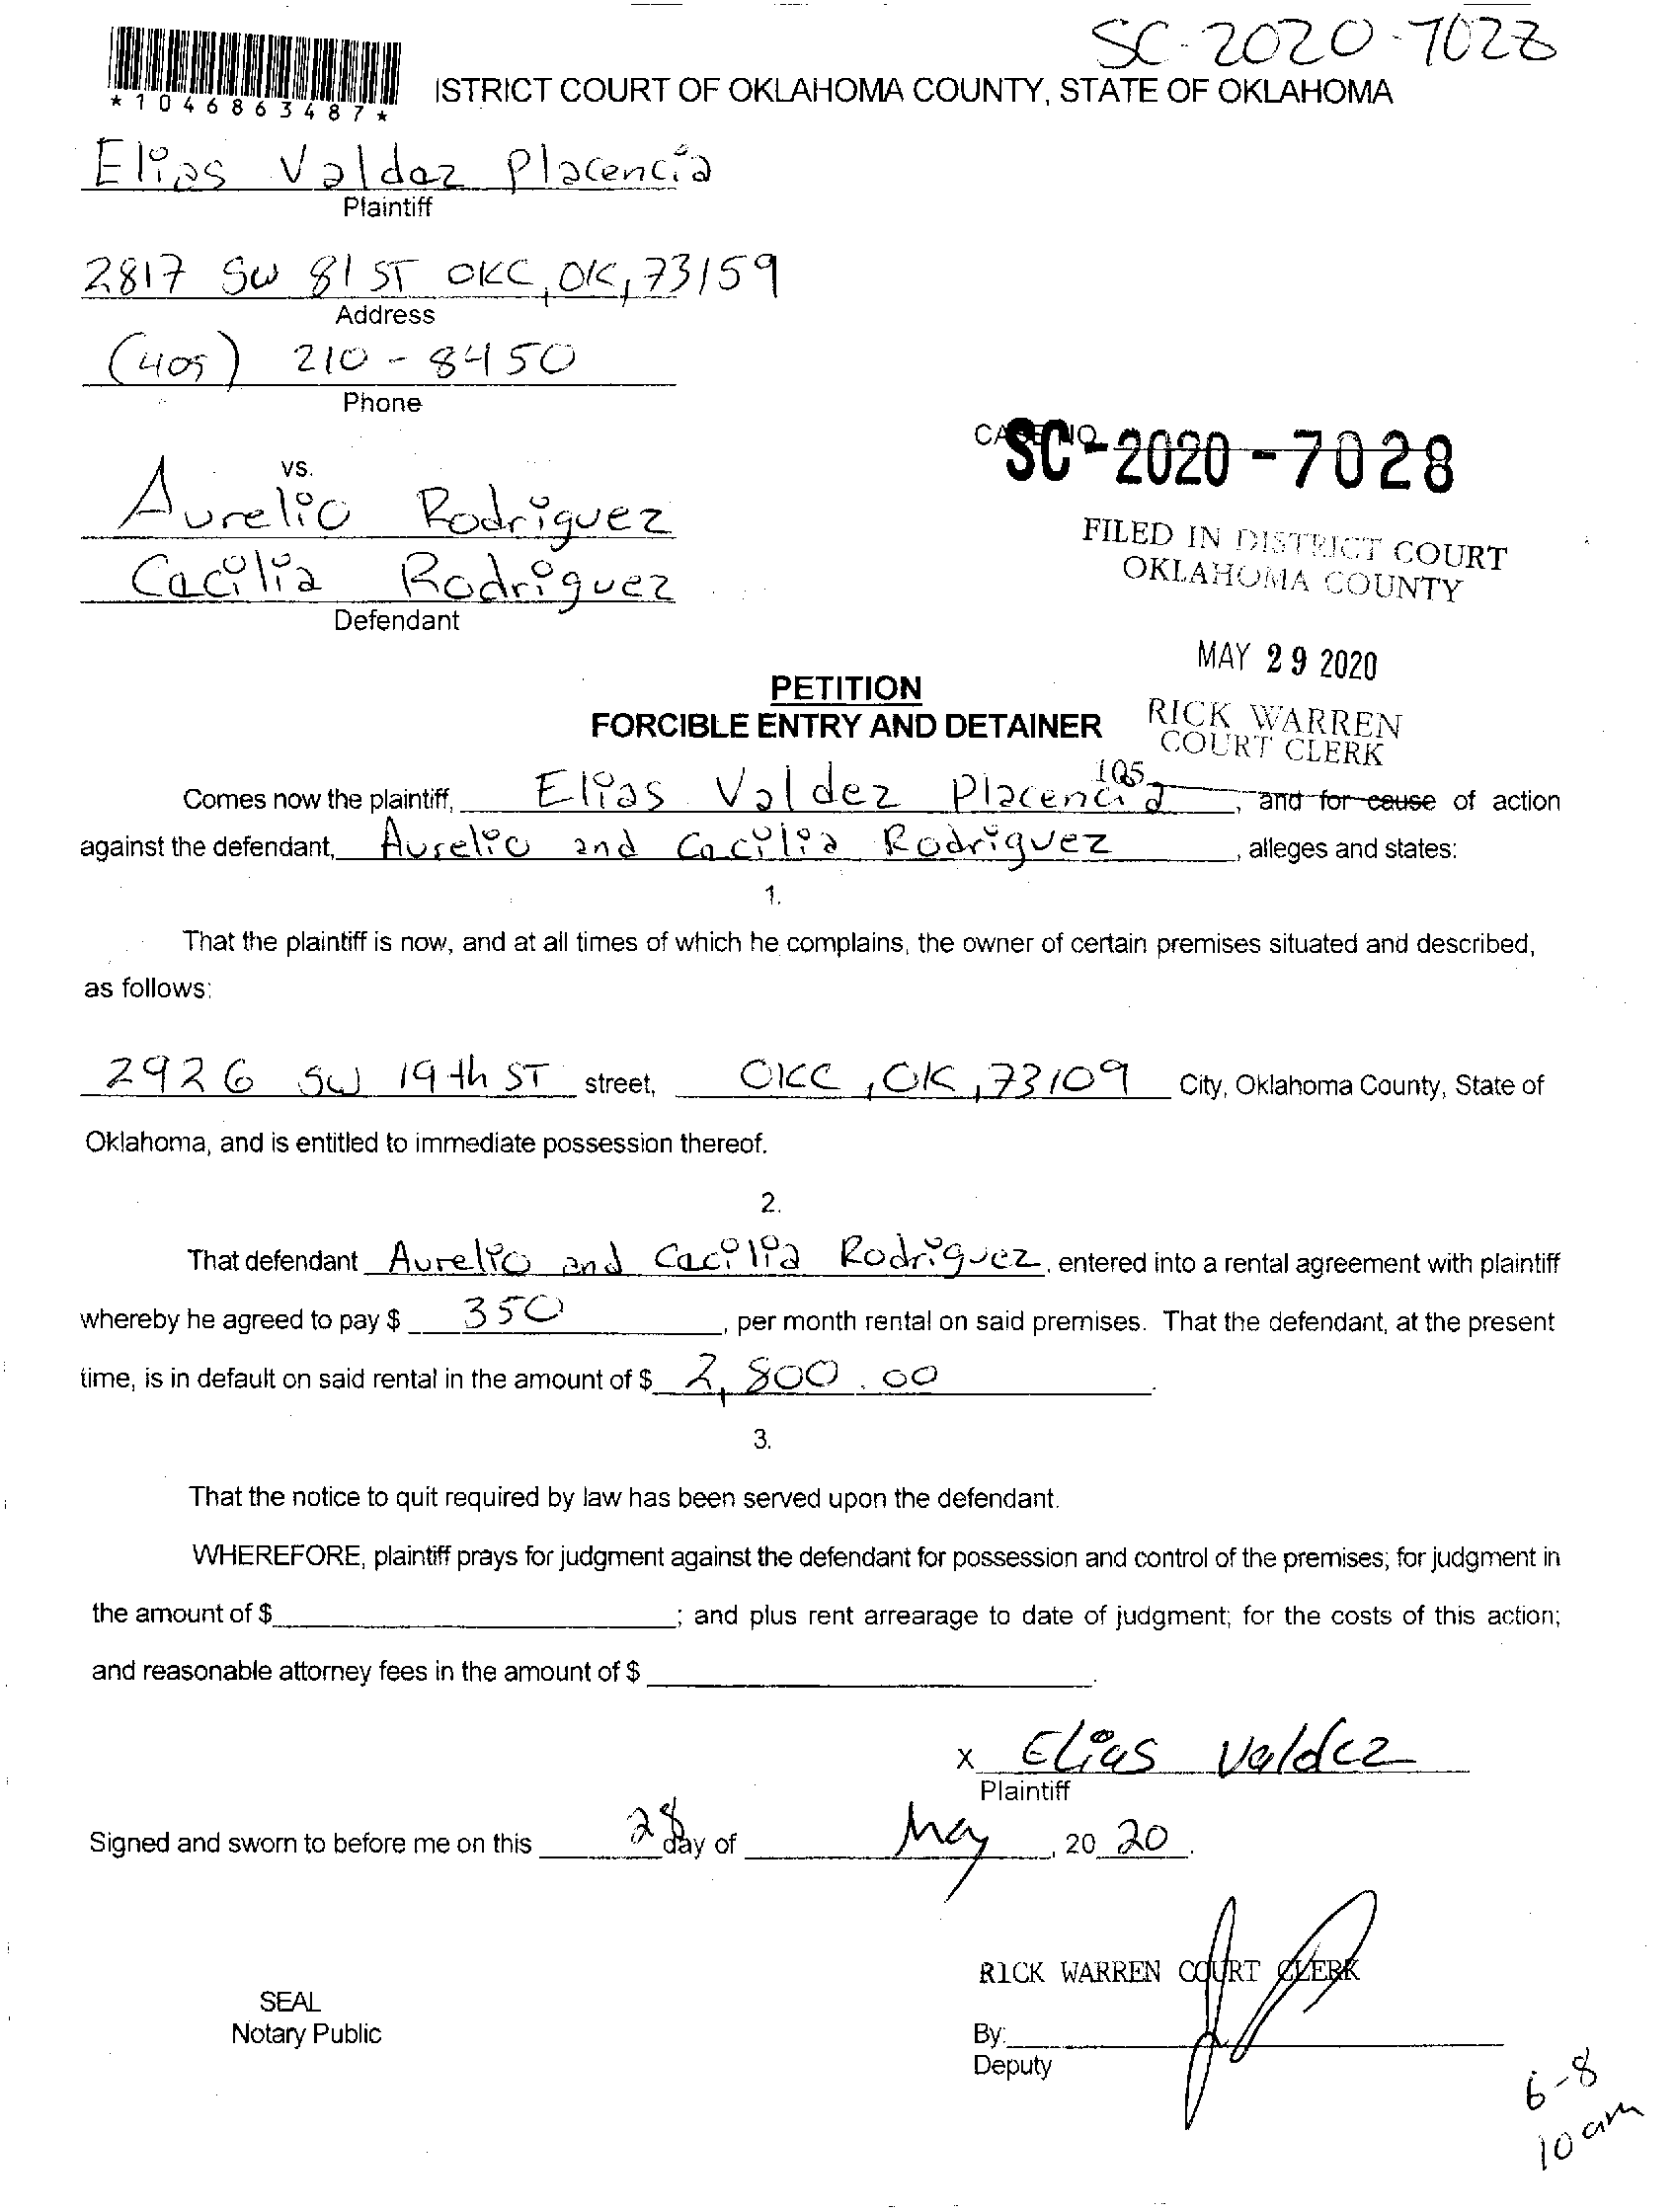 SC-2020-7028
*1046863487*
ISTRICT COURT OF OKLAHOMA COUNTY, STATE OF OKLAHOMA
Elias Valdez Placencia
Plaintiff
2817 SW 81 ST OKC, OK, 73159
Address
(405) 210-8450
Phone
SC-2020-7028
vs.
Aurelio Rodriguez
Cecilia Rodriguez
Defendant
FILED IN DISTRICT COURT
OKLAHOMA COUNTY
MAY 29 2020
RICK WARREN
COURT CLERK
PETITION
FORCIBLE ENTRY AND DETAINER
105
Comes now the plaintiff, Elias Valdez Placencia, and for cause of action
against the defendant, Aurelio and Cecilia Rodriguez, alleges and states:
1.
That the plaintiff is now, and at all times of which he complains, the owner of certain premises situated and described,
as follows:
2926 SW 19th ST street, OKC, OK, 73109 City, Oklahoma County, State of
Oklahoma, and is entitled to immediate possession thereof.
2.
That defendant Aurelio and Cecilia Rodriguez, entered into a rental agreement with plaintiff
whereby he agreed to pay $ 350, per month rental on said premises. That the defendant, at the present
time, is in default on said rental in the amount of $ 2,800.00.
3.
That the notice to quit required by law has been served upon the defendant.
WHEREFORE, plaintiff prays for judgment against the defendant for possession and control of the premises; for judgment in
the amount of $ ; and plus rent arrearage to date of judgment; for the costs of this action;
and reasonable attorney fees in the amount of $ .
x Elias Valdez
Plaintiff
Signed and sworn to before me on this 28 day of May, 20 20.
RICK WARREN COURT CLERK
SEAL
Notary Public
By:
Deputy
6-8
10 am